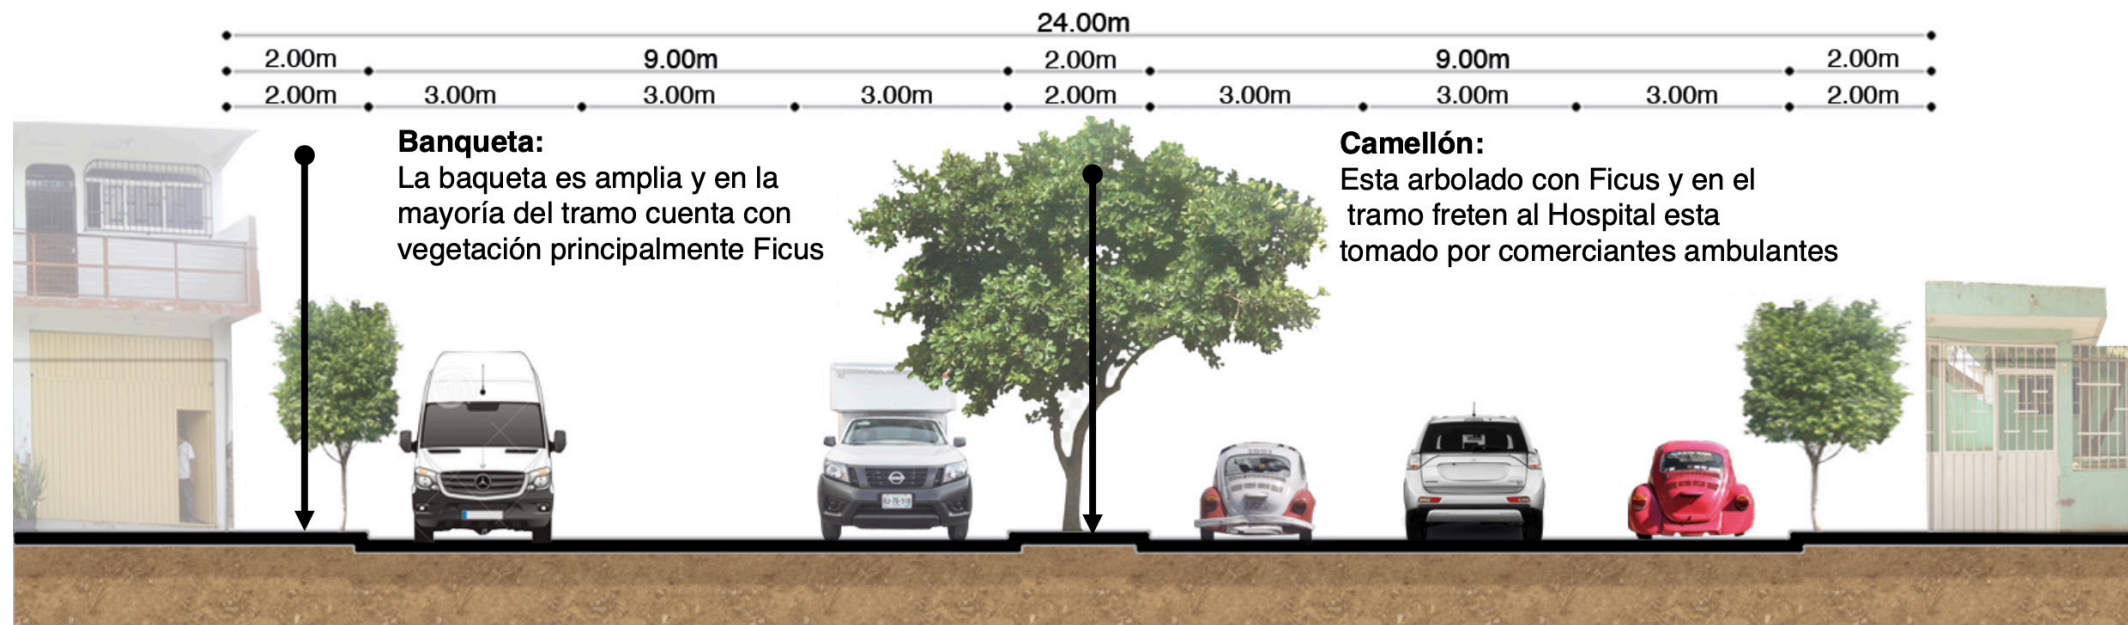 24.00m
2.00m 9.00m 2.00m 9.00m 2.00m
2.00m 3.00m 3.00m 3.00m 2.00m 3.00m 3.00m 3.00m 2.00m
Banqueta:
La baqueta es amplia y en la
mayoría del tramo cuenta con
vegetación principalmente Ficus
Camellón:
Esta arbolado con Ficus y en el
tramo freten al Hospital esta
tomado por comerciantes ambulantes